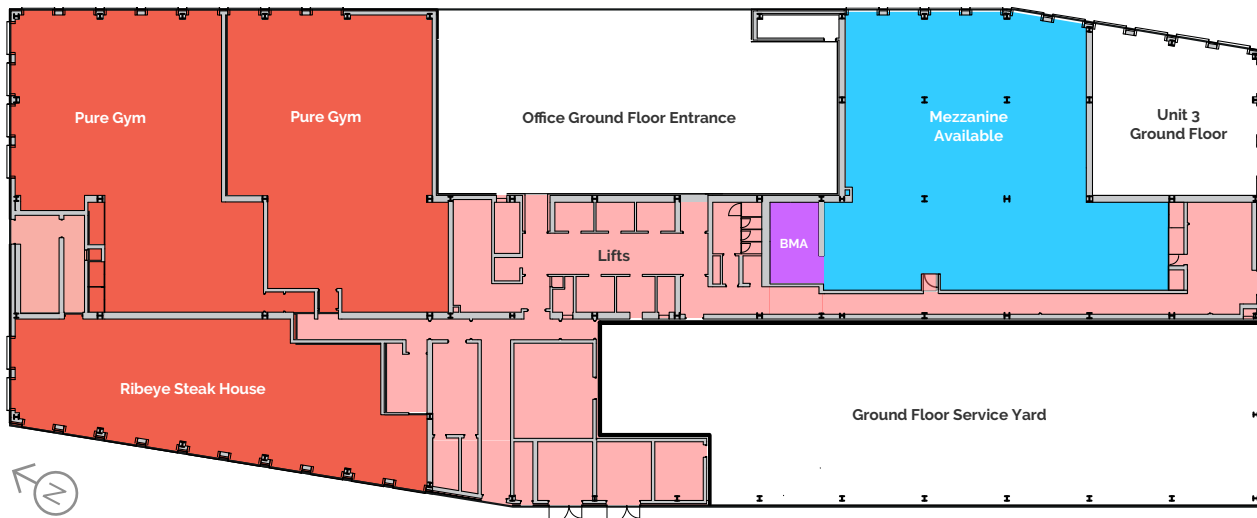 Pure Gym
Pure Gym
Office Ground Floor Entrance
Mezzanine
Available
Unit 3
Ground Floor
BMA
Lifts
Ribeye Steak House
Ground Floor Service Yard
N